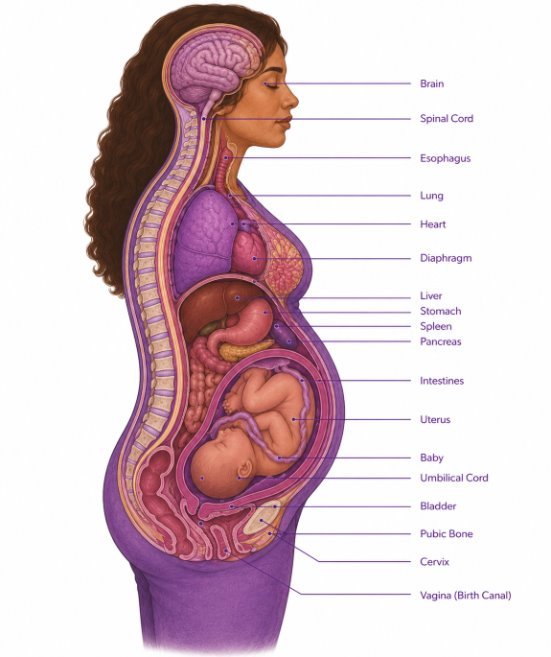 Brain
Spinal Cord
Esophagus
Lung
Heart
Diaphragm
Liver
Stomach
Spleen
Pancreas
Intestines
Uterus
Baby
Umbilical Cord
Bladder
Pubic Bone
Cervix
Vagina (Birth Canal)